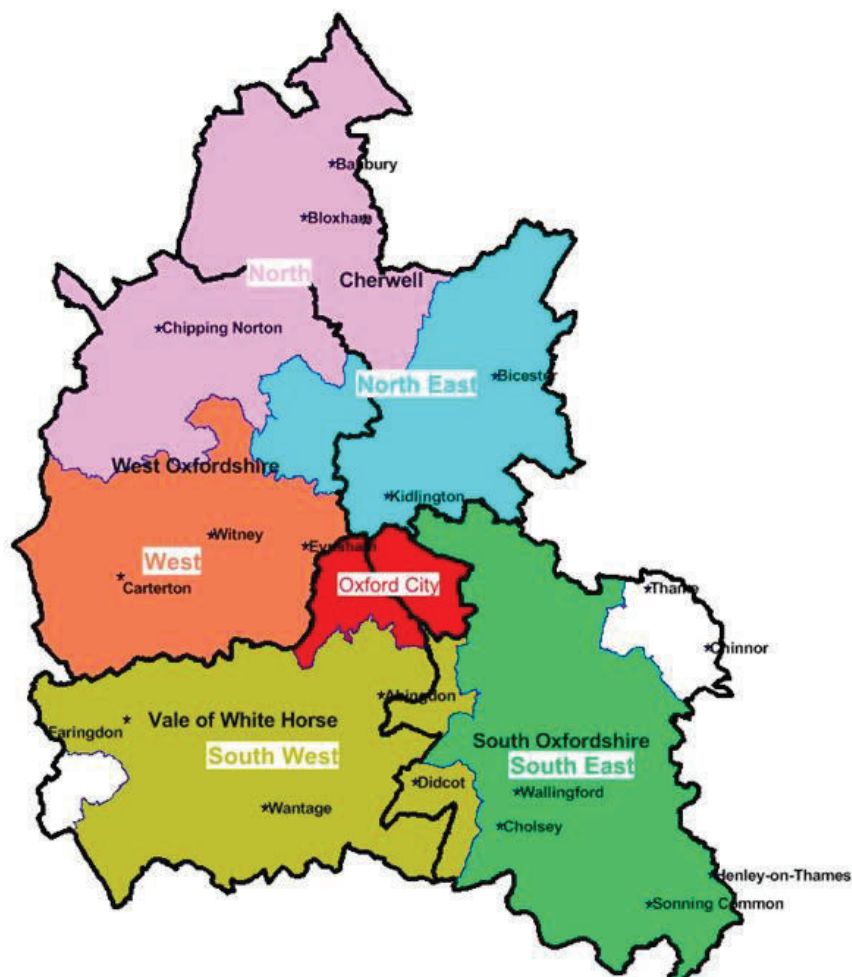 Banbury
Bloxham
North
Cherwell
Chipping Norton
North East
Bicester
West Oxfordshire
Kidlington
Witney
Eynsham
West
Carterton
Oxford City
Thame
Chinnor
Abingdon
Vale of White Horse
Faringdon
South West
South Oxfordshire
South East
Didcot
Wallingford
Wantage
Cholsey
Henley-on-Thames
Sonning Common